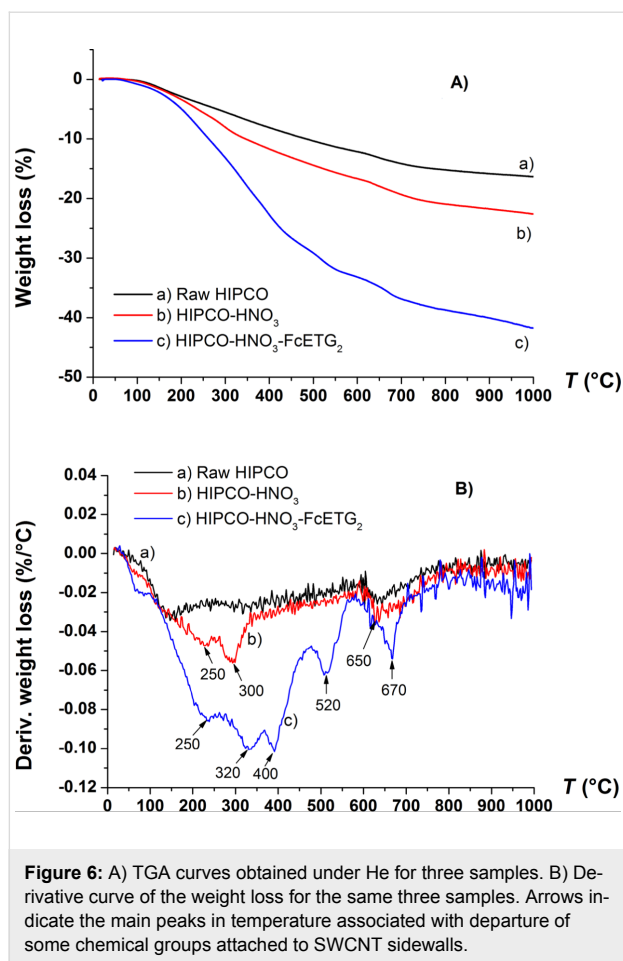 A)
0
-10
-20
-30
-40
-50
Weight loss (%)
a)
b)
c)
a) Raw HIPCO
b) HIPCO-HNO₃
c) HIPCO-HNO₃-FcETG₂
0 100 200 300 400 500 600 700 800 900 1000
T (°C)
B)
0.04
0.02
0.00
-0.02
-0.04
-0.06
-0.08
-0.10
-0.12
Deriv. weight loss (%/°C)
a) Raw HIPCO
b) HIPCO-HNO₃
c) HIPCO-HNO₃-FcETG₂
a)
b)
c)
250
300
650
670
520
250
320
400
0 100 200 300 400 500 600 700 800 900 1000
T (°C)
Figure 6: A) TGA curves obtained under He for three samples. B) De-
rivative curve of the weight loss for the same three samples. Arrows in-
dicate the main peaks in temperature associated with departure of
some chemical groups attached to SWCNT sidewalls.